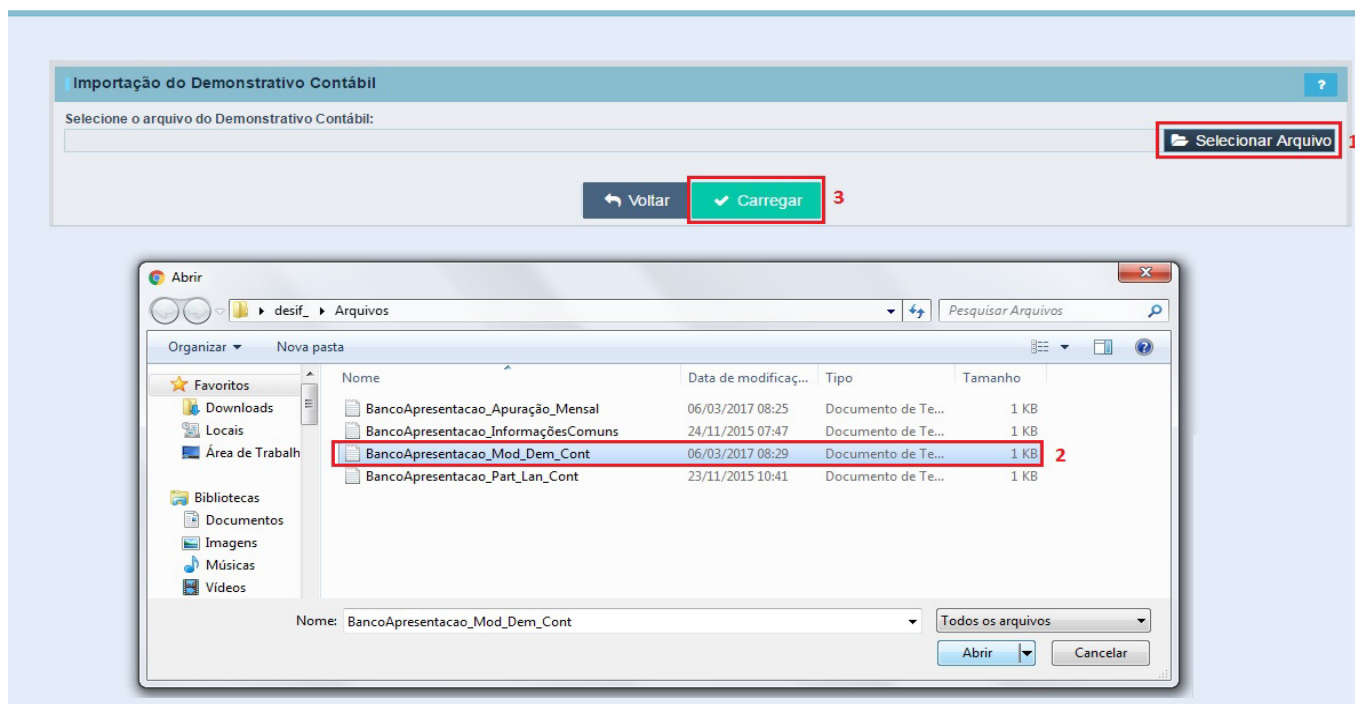 Importação do Demonstrativo Contábil ?
Selecione o arquivo do Demonstrativo Contábil:
Selecionar Arquivo 1
Voltar Carregar 3
Abrir
desif_ Arquivos Pesquisar Arquivos
Organizar Nova pasta
Nome Data de modificaç... Tipo Tamanho
Favoritos
Downloads BancoApresentacao_Apuração_Mensal 06/03/2017 08:25 Documento de Te... 1 KB
Locais BancoApresentacao_InformaçõesComuns 24/11/2015 07:47 Documento de Te... 1 KB
Área de Trabalh BancoApresentacao_Mod_Dem_Cont 06/03/2017 08:29 Documento de Te... 1 KB 2
BancoApresentacao_Part_Lan_Cont 23/11/2015 10:41 Documento de Te... 1 KB
Bibliotecas
Documentos
Imagens
Músicas
Vídeos
Nome: BancoApresentacao_Mod_Dem_Cont Todos os arquivos
Abrir Cancelar